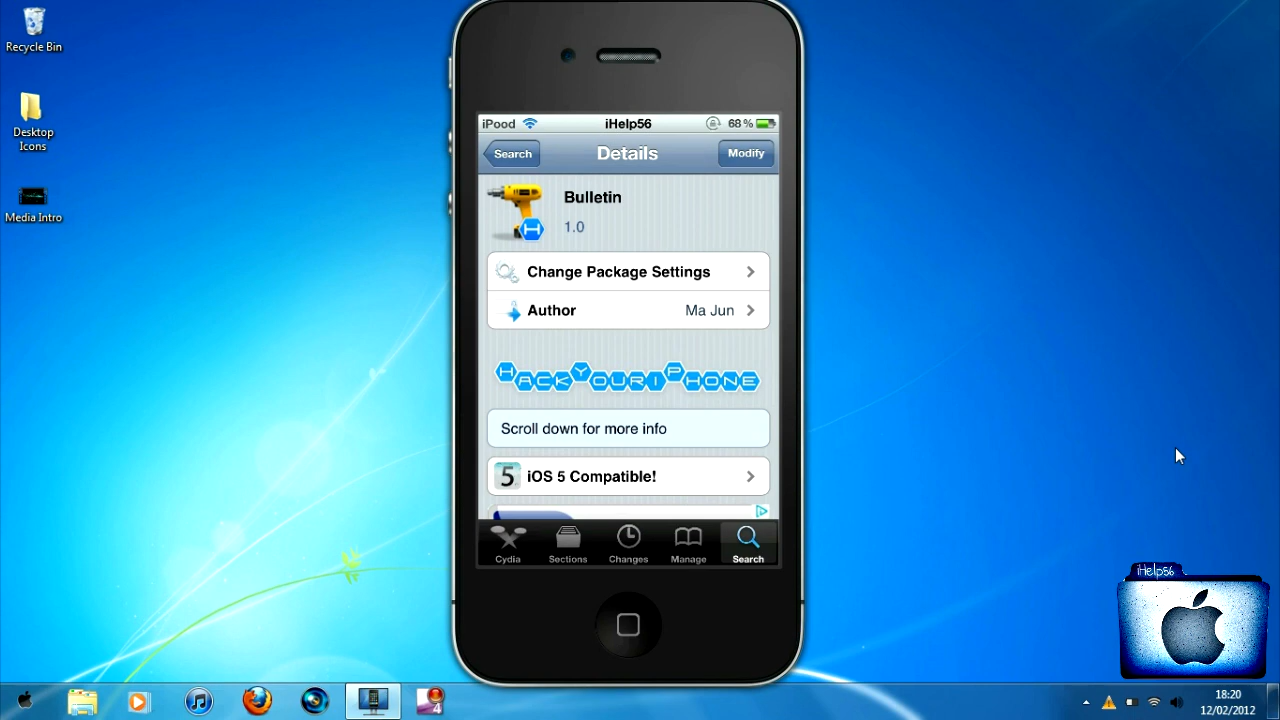 Recycle Bin
Desktop
Icons
Media Intro
iPood
iHelp56
68 %
Search
Details
Modify
Bulletin
1.0
Change Package Settings
Author
Ma Jun
HACKYOURIPHONE
Scroll down for more info
5
iOS 5 Compatible!
Cydia
Sections
Changes
Manage
Search
iHelp56
4
18:20
12/02/2012